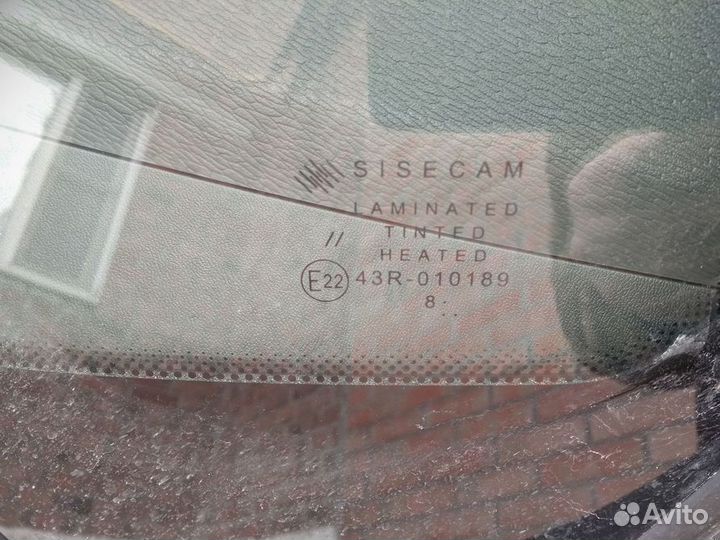 SISECAM
LAMINATED
TINTED
//
HEATED
E22 43R-010189
8:.
Avito